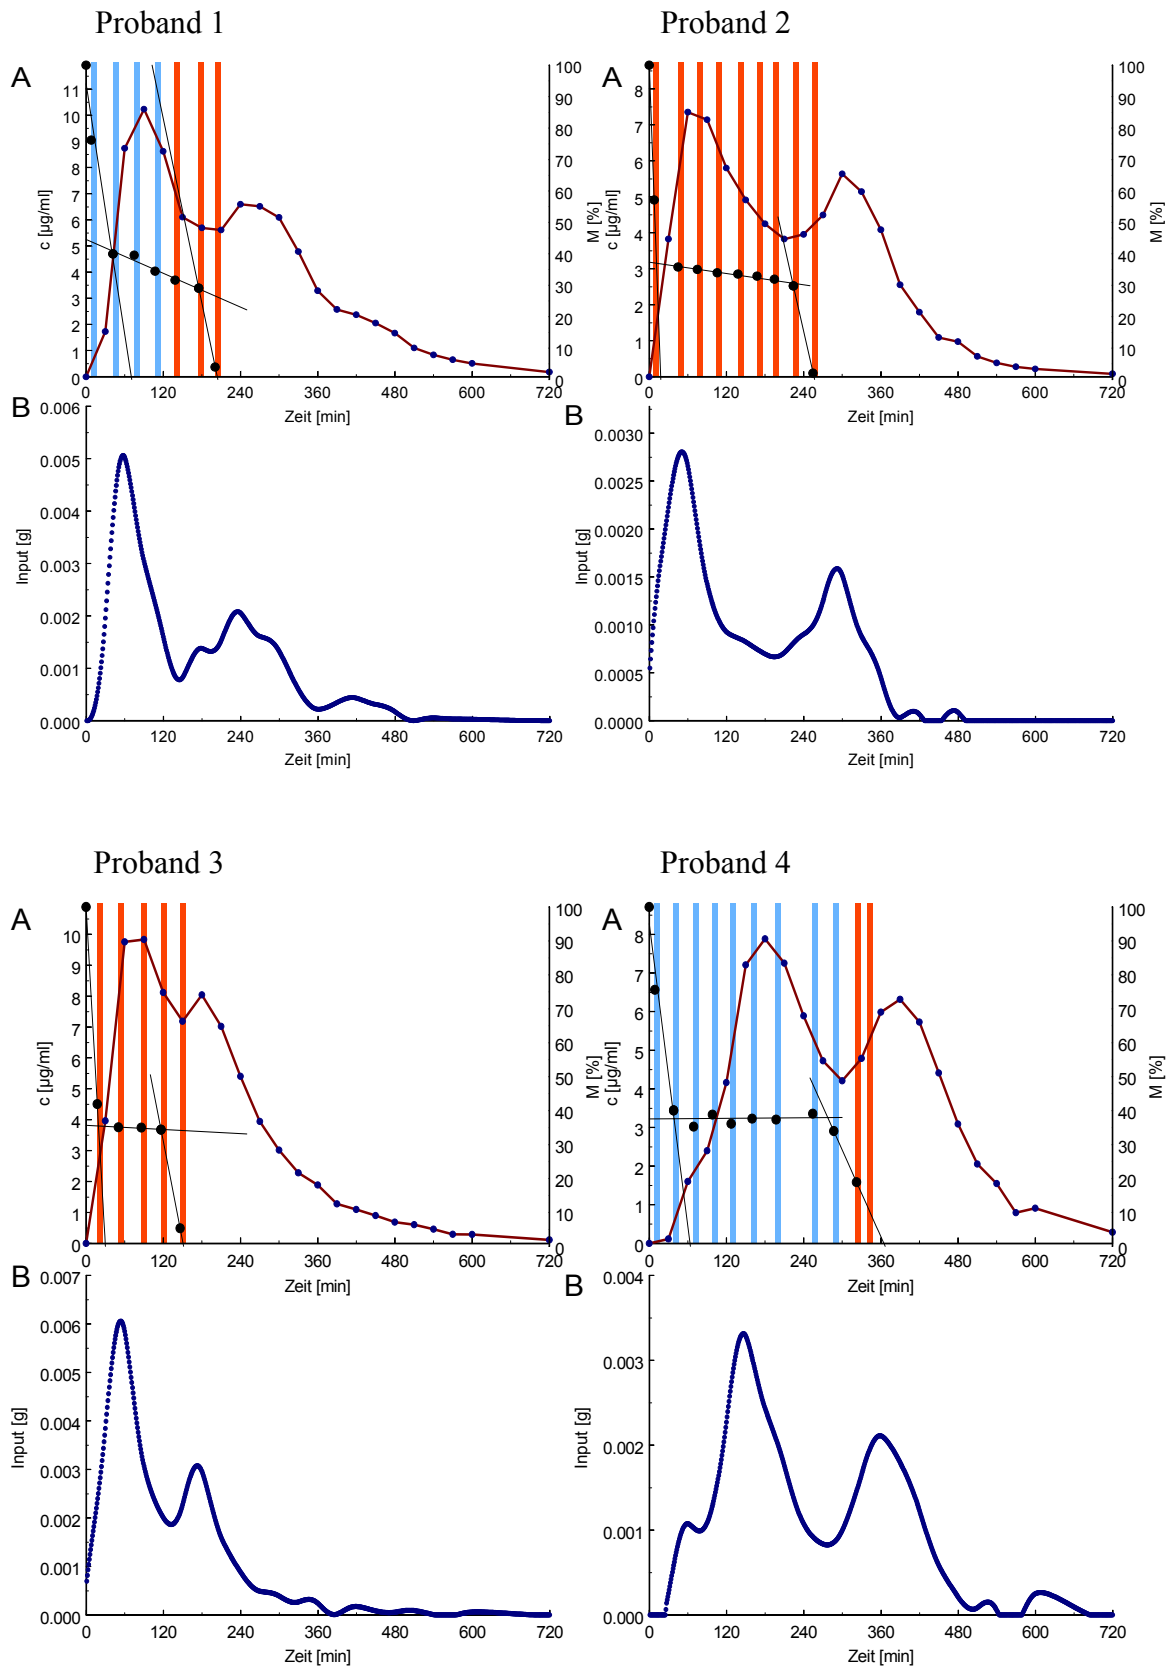 Proband 1
A
c [µg/ml]
11
10
9
8
7
6
5
4
3
2
1
0
100
90
80
70
60
50
40
30
20
10
0
M [%]
0 120 240 360 480 600 720
Zeit [min]
B
Input [g]
0.006
0.005
0.004
0.003
0.002
0.001
0.000
0 120 240 360 480 600 720
Zeit [min]
Proband 2
A
c [µg/ml]
8
7
6
5
4
3
2
1
0
100
90
80
70
60
50
40
30
20
10
0
M [%]
0 120 240 360 480 600 720
Zeit [min]
B
Input [g]
0.0030
0.0025
0.0020
0.0015
0.0010
0.0005
0.0000
0 120 240 360 480 600 720
Zeit [min]
Proband 3
A
c [µg/ml]
10
9
8
7
6
5
4
3
2
1
0
100
90
80
70
60
50
40
30
20
10
0
M [%]
0 120 240 360 480 600 720
Zeit [min]
B
Input [g]
0.007
0.006
0.005
0.004
0.003
0.002
0.001
0.000
0 120 240 360 480 600 720
Zeit [min]
Proband 4
A
c [µg/ml]
8
7
6
5
4
3
2
1
0
100
90
80
70
60
50
40
30
20
10
0
M [%]
0 120 240 360 480 600 720
Zeit [min]
B
Input [g]
0.004
0.003
0.002
0.001
0.000
0 120 240 360 480 600 720
Zeit [min]